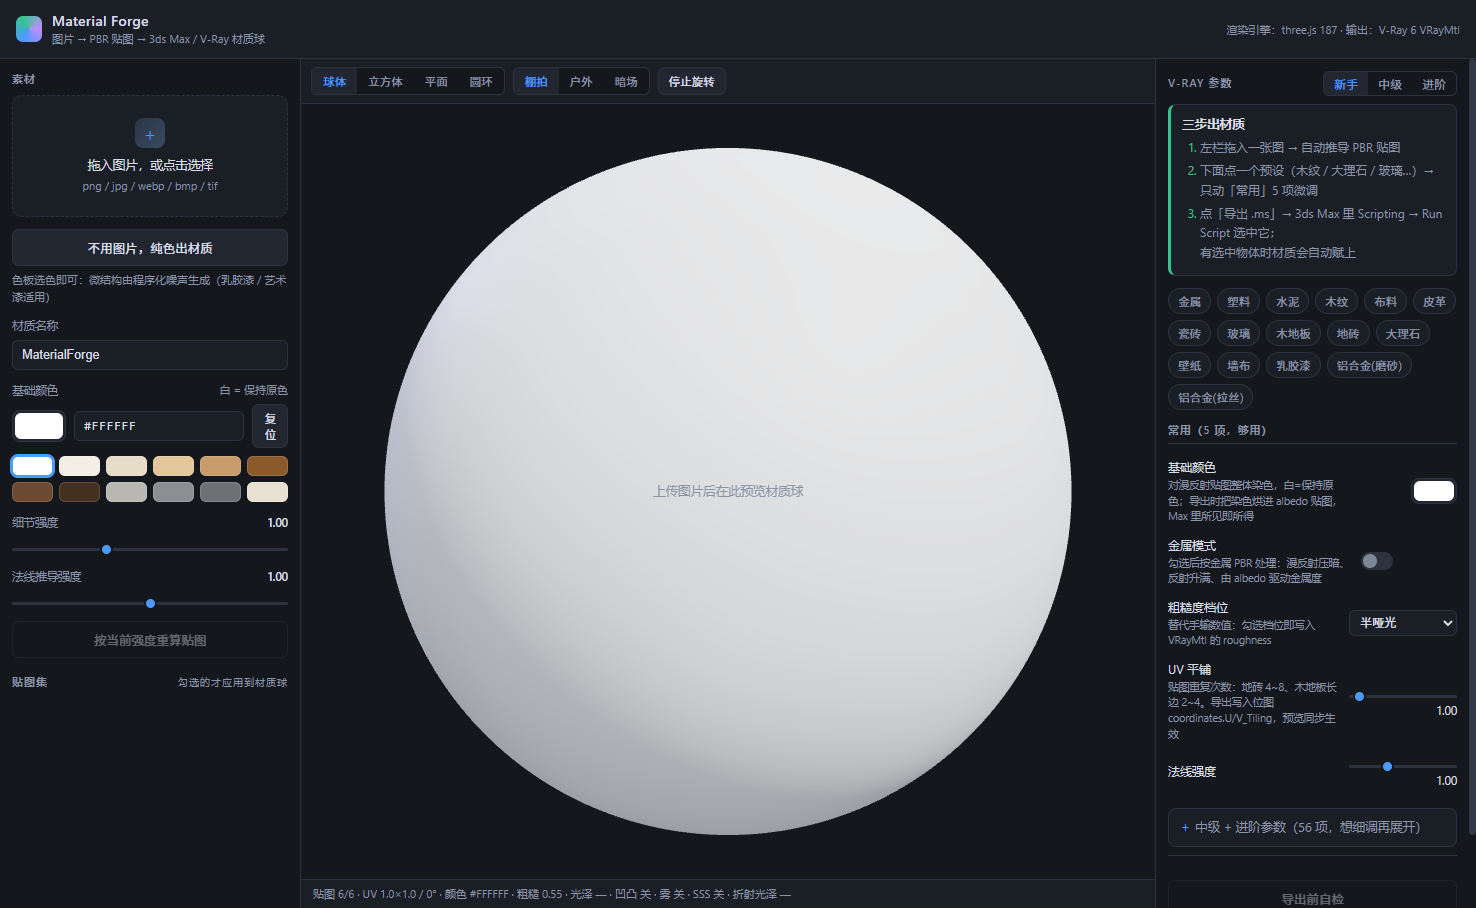 Material Forge
图片 → PBR 贴图 → 3ds Max / V-Ray 材质球
渲染引擎：three.js 187 · 输出：V-Ray 6 VRayMtl
素材
+
拖入图片，或点击选择
png / jpg / webp / bmp / tif
不用图片，纯色出材质
色板选色即可：微结构由程序化噪声生成（乳胶漆 / 艺术
漆适用）
材质名称
MaterialForge
基础颜色
白 = 保持原色
#FFFFFF
复
位
细节强度
1.00
法线推导强度
1.00
按当前强度重算贴图
贴图集
勾选的才应用到材质球
球体 立方体 平面 圆环
棚拍 户外 暗场
停止旋转
上传图片后在此预览材质球
贴图 6/6 · UV 1.0×1.0 / 0° · 颜色 #FFFFFF · 粗糙 0.55 · 光泽 — · 凹凸 关 · 雾 关 · SSS 关 · 折射光泽 —
V-RAY 参数
新手 中级 进阶
三步出材质
1. 左栏拖入一张图 → 自动推导 PBR 贴图
2. 下面点一个预设（木纹 / 大理石 / 玻璃…）→
只动「常用」5 项微调
3. 点「导出 .ms」→ 3ds Max 里 Scripting → Run
Script 选中它；
有选中物体时材质会自动赋上
金属 塑料 水泥 木纹 布料 皮革
瓷砖 玻璃 木地板 地砖 大理石
壁纸 墙布 乳胶漆 铝合金(磨砂)
铝合金(拉丝)
常用（5 项，够用）
基础颜色
对漫反射贴图整体染色，白=保持原
色；导出时把染色烘进 albedo 贴图，
Max 里所见即所得
金属模式
勾选后按金属 PBR 处理：漫反射压暗、
反射升满、由 albedo 驱动金属度
粗糙度档位
替代手输数值：勾选档位即写入
VRayMtl 的 roughness
半哑光
UV 平铺
贴图重复次数：地砖 4~8、木地板长
边 2~4。导出写入位图
coordinates.U/V_Tiling，预览同步生
效
1.00
法线强度
1.00
+ 中级 + 进阶参数（56 项，想细调再展开）
导出前自检